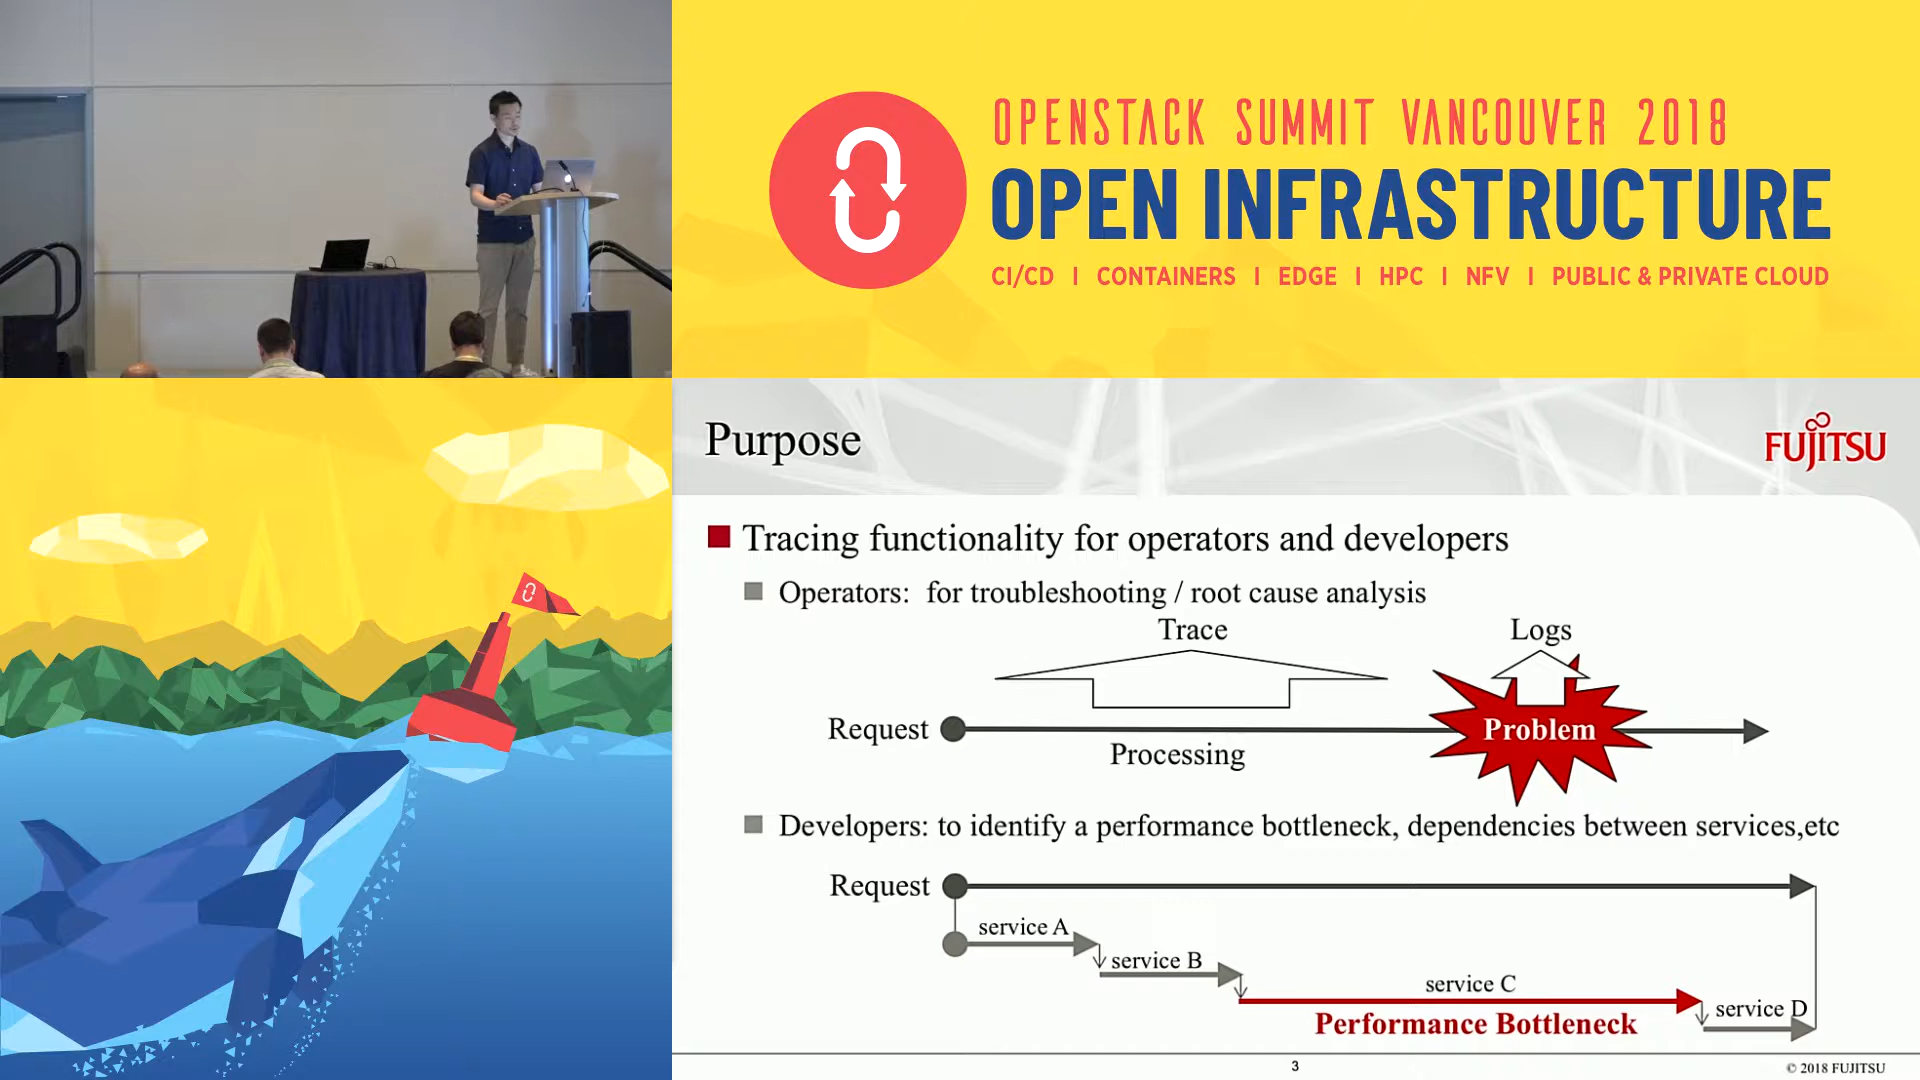 OPENSTACK SUMMIT VANCOUVER 2018
OPEN INFRASTRUCTURE
CI/CD | CONTAINERS | EDGE | HPC | NFV | PUBLIC & PRIVATE CLOUD
Purpose
FUJITSU
Tracing functionality for operators and developers
Operators: for troubleshooting / root cause analysis
Trace
Logs
Request
Problem
Processing
Developers: to identify a performance bottleneck, dependencies between services,etc
Request
service A
service B
service C
service D
Performance Bottleneck
3
© 2018 FUJITSU